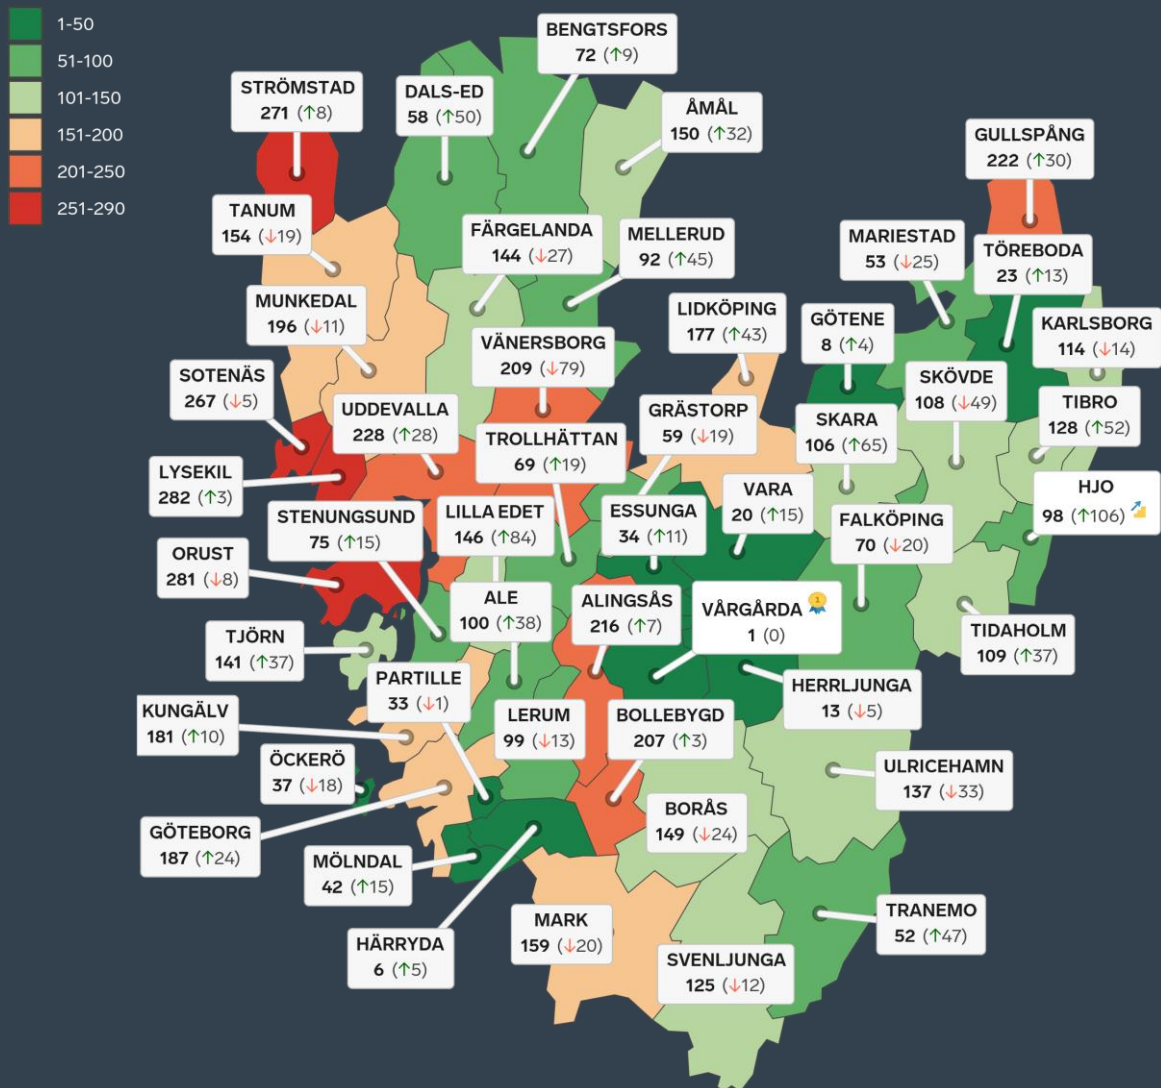 1-50
51-100
101-150
151-200
201-250
251-290
BENGTSFORS
72 (↑9)
STRÖMSTAD
271 (↑8)
DALS-ED
58 (↑50)
ÅMÅL
150 (↑32)
GULLSPÅNG
222 (↑30)
TANUM
154 (↓19)
FÄRGELANDA
144 (↓27)
MELLERUD
92 (↑45)
MARIESTAD
53 (↓25)
TÖREBODA
23 (↑13)
MUNKEDAL
196 (↓11)
LIDKÖPING
177 (↑43)
GÖTENE
8 (↑4)
KARLSBORG
114 (↓14)
VÄNERSBORG
209 (↓79)
SOTENÄS
267 (↓5)
SKÖVDE
108 (↓49)
UDDEVALLA
228 (↑28)
GRÄSTORP
59 (↓19)
SKARA
106 (↑65)
TIBRO
128 (↑52)
TROLLHÄTTAN
69 (↑19)
LYSEKIL
282 (↑3)
VARA
20 (↑15)
HJO
98 (↑106)
STENUNGSUND
75 (↑15)
LILLA EDET
146 (↑84)
ESSUNGA
34 (↑11)
FALKÖPING
70 (↓20)
ORUST
281 (↓8)
ALE
100 (↑38)
ALINGSÅS
216 (↑7)
VÅRGÅRDA
1 (0)
TJÖRN
141 (↑37)
TIDAHOLM
109 (↑37)
PARTILLE
33 (↓1)
HERRLJUNGA
13 (↓5)
KUNGÄLV
181 (↑10)
LERUM
99 (↓13)
BOLLEBYGD
207 (↑3)
ÖCKERÖ
37 (↓18)
ULRICEHAMN
137 (↓33)
GÖTEBORG
187 (↑24)
BORÅS
149 (↓24)
MÖLNDAL
42 (↑15)
TRANEMO
52 (↑47)
MARK
159 (↓20)
HÄRRYDA
6 (↑5)
SVENLJUNGA
125 (↓12)